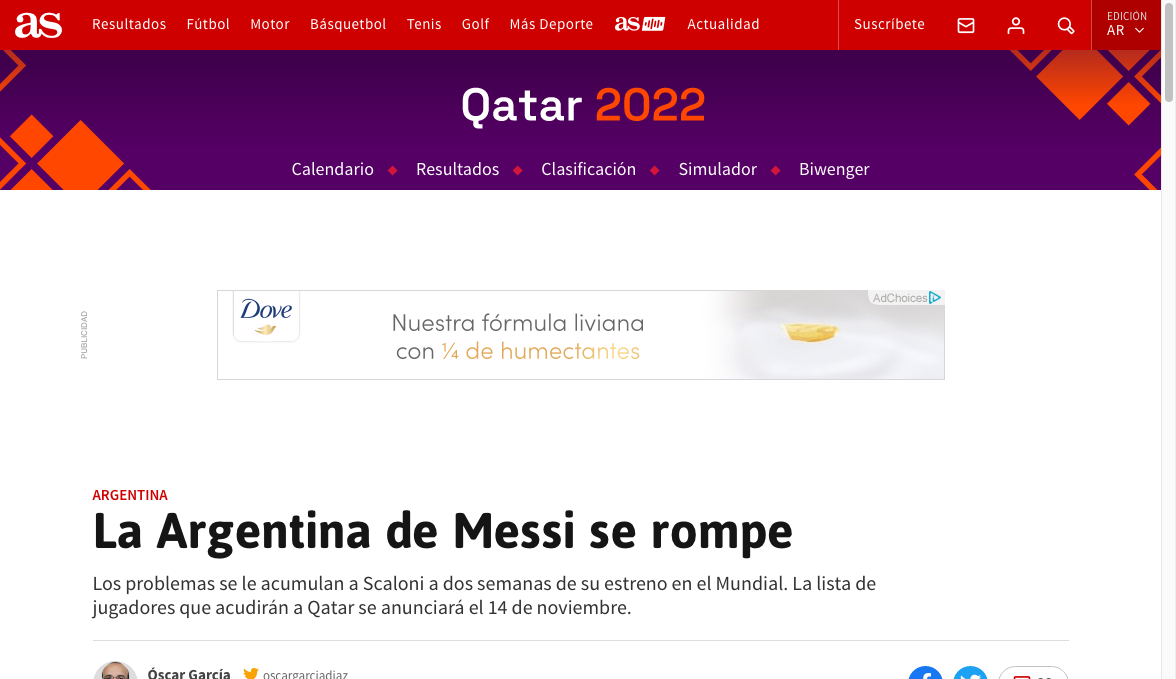 as Resultados Fútbol Motor Básquetbol Tenis Golf Más Deporte as Actualidad Suscríbete EDICIÓN AR
Qatar 2022
Calendario Resultados Clasificación Simulador Biwenger
PUBLICIDAD
Dove
AdChoices
Nuestra fórmula liviana
con ¼ de humectantes
ARGENTINA
La Argentina de Messi se rompe
Los problemas se le acumulan a Scaloni a dos semanas de su estreno en el Mundial. La lista de
jugadores que acudirán a Qatar se anunciará el 14 de noviembre.
Óscar García oscargarciadiaz